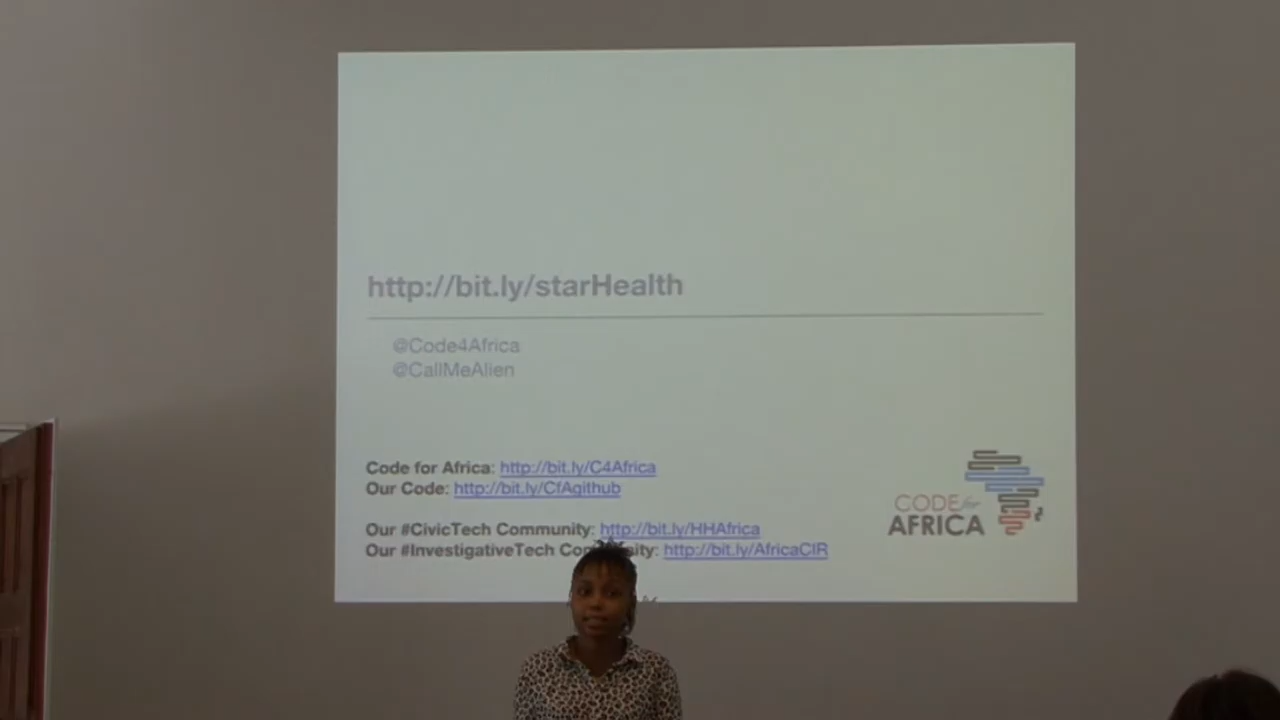 http://bit.ly/starHealth
@Code4Africa
@CallMeAlien
Code for Africa: http://bit.ly/C4Africa
Our Code: http://bit.ly/CfAgithub
Our #CivicTech Community: http://bit.ly/HHAfrica
Our #InvestigativeTech http://bit.ly/AfricaCIR
CODE for
AFRICA